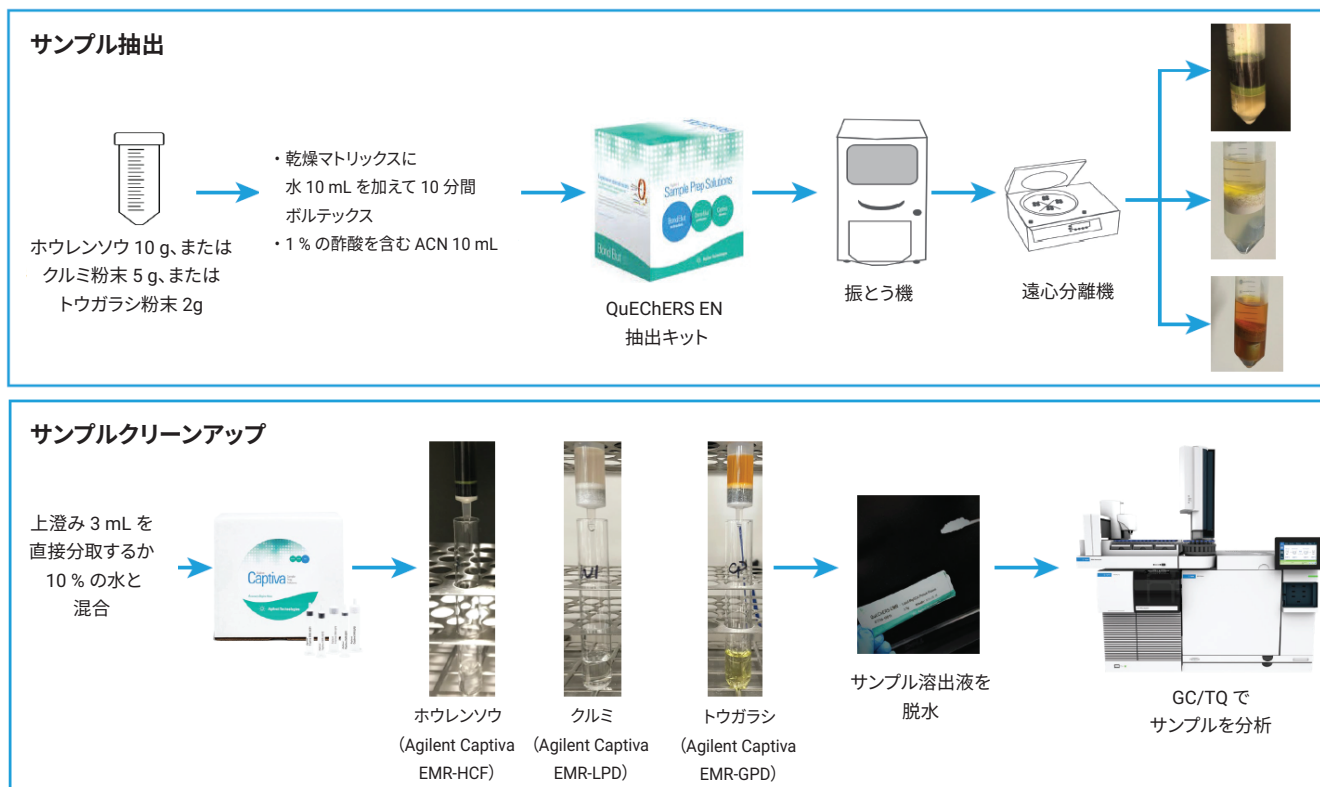 サンプル抽出
ホウレンソウ 10 g、または
クルミ粉末 5 g、または
トウガラシ粉末 2g
・乾燥マトリックスに
水 10 mL を加えて 10 分間
ボルテックス
・1 % の酢酸を含む ACN 10 mL
Sample Prep Solutions
Bond Elut
QuEChERS EN
抽出キット
振とう機
遠心分離機
サンプルクリーンアップ
上澄み 3 mL を
直接分取するか
10 % の水と
混合
Captiva
Agilent Technologies
ホウレンソウ
(Agilent Captiva
EMR-HCF)
クルミ
(Agilent Captiva
EMR-LPD)
CP
トウガラシ
(Agilent Captiva
EMR-GPD)
サンプル溶出液を
脱水
GC/TQ で
サンプルを分析